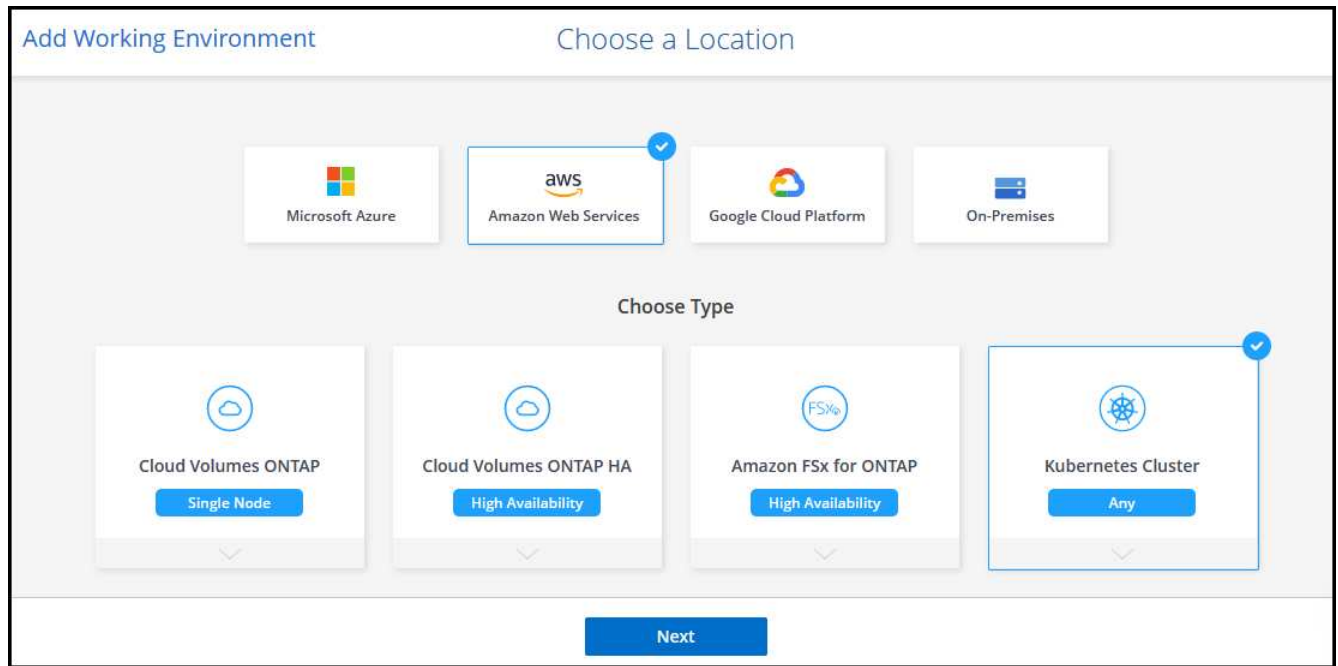 Add Working Environment
Choose a Location
aws
Microsoft Azure
Amazon Web Services
Google Cloud Platform
On-Premises
Choose Type
FSx
Cloud Volumes ONTAP
Cloud Volumes ONTAP HA
Amazon FSx for ONTAP
Kubernetes Cluster
Single Node
High Availability
High Availability
Any
Next